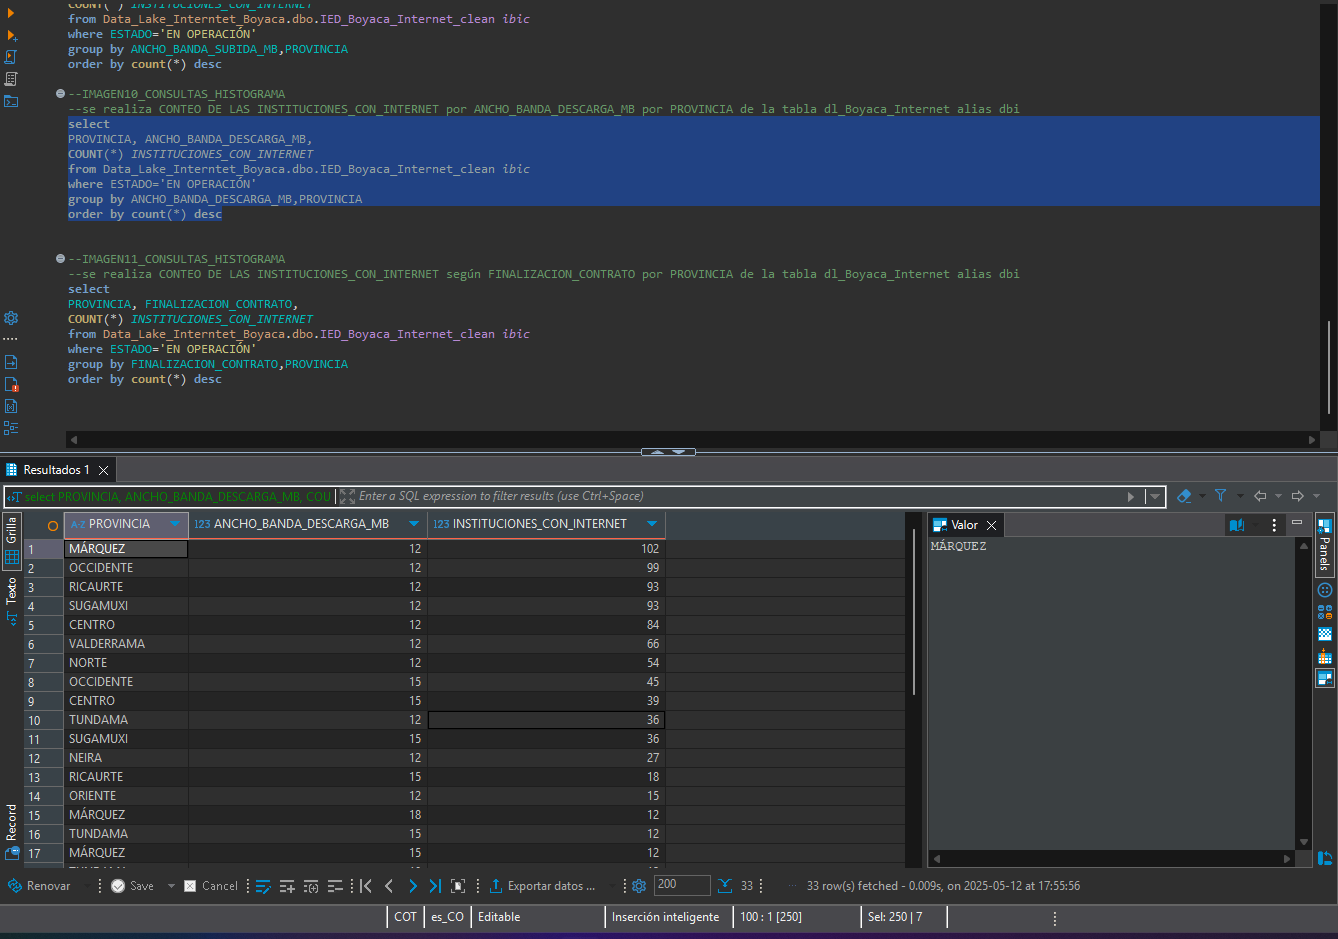 COUNT(*) INSTITUCIONES_CON_INTERNET
from Data_Lake_Interntet_Boyaca.dbo.IED_Boyaca_Internet_clean ibic
where ESTADO='EN OPERACIÓN'
group by ANCHO_BANDA_SUBIDA_MB,PROVINCIA
order by count(*) desc
--IMAGEN10_CONSULTAS_HISTOGRAMA
--se realiza CONTEO DE LAS INSTITUCIONES_CON_INTERNET por ANCHO_BANDA_DESCARGA_MB por PROVINCIA de la tabla dl_Boyaca_Internet alias dbi
select
PROVINCIA, ANCHO_BANDA_DESCARGA_MB,
COUNT(*) INSTITUCIONES_CON_INTERNET
from Data_Lake_Interntet_Boyaca.dbo.IED_Boyaca_Internet_clean ibic
where ESTADO='EN OPERACIÓN'
group by ANCHO_BANDA_DESCARGA_MB,PROVINCIA
order by count(*) desc
--IMAGEN11_CONSULTAS_HISTOGRAMA
--se realiza CONTEO DE LAS INSTITUCIONES_CON_INTERNET según FINALIZACION_CONTRATO por PROVINCIA de la tabla dl_Boyaca_Internet alias dbi
select
PROVINCIA, FINALIZACION_CONTRATO,
COUNT(*) INSTITUCIONES_CON_INTERNET
from Data_Lake_Interntet_Boyaca.dbo.IED_Boyaca_Internet_clean ibic
where ESTADO='EN OPERACIÓN'
group by FINALIZACION_CONTRATO,PROVINCIA
order by count(*) desc
Resultados 1
select PROVINCIA, ANCHO_BANDA_DESCARGA_MB, COU Enter a SQL expression to filter results (use Ctrl+Space)
Grilla
Texto
Record
A-Z PROVINCIA 123 ANCHO_BANDA_DESCARGA_MB 123 INSTITUCIONES_CON_INTERNET
1 MÁRQUEZ 12 102
2 OCCIDENTE 12 99
3 RICAURTE 12 93
4 SUGAMUXI 12 93
5 CENTRO 12 84
6 VALDERRAMA 12 66
7 NORTE 12 54
8 OCCIDENTE 15 45
9 CENTRO 15 39
10 TUNDAMA 12 36
11 SUGAMUXI 15 36
12 NEIRA 12 27
13 RICAURTE 15 18
14 ORIENTE 12 15
15 MÁRQUEZ 18 12
16 TUNDAMA 15 12
17 MÁRQUEZ 15 12
Valor
MÁRQUEZ
Panels
Renovar Save Cancel Exportar datos ... 200 33 33 row(s) fetched - 0.009s, on 2025-05-12 at 17:55:56
COT es_CO Editable Inserción inteligente 100 : 1 [250] Sel: 250 | 7